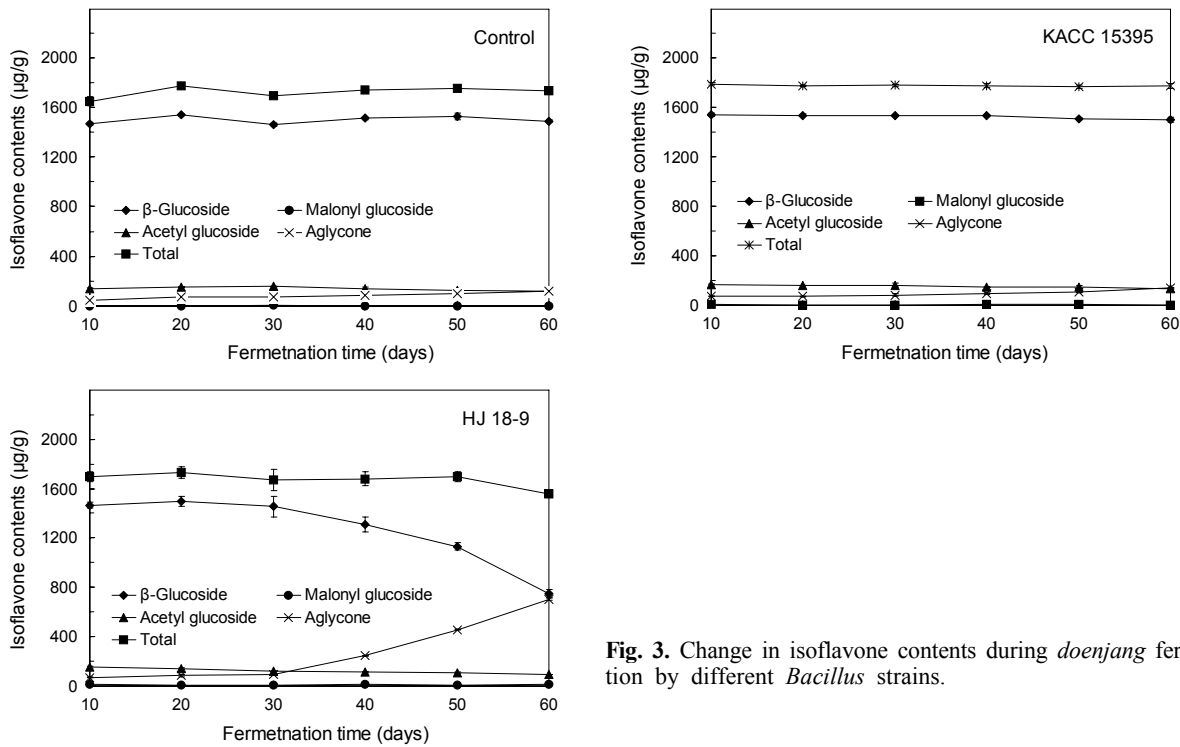 Control
Isoflavone contents (μg/g)
2000
1600
1200
800
400
0
β-Glucoside
Malonyl glucoside
Acetyl glucoside
Aglycone
Total
10 20 30 40 50 60
Fermetnation time (days)
KACC 15395
Isoflavone contents (μg/g)
2000
1600
1200
800
400
0
β-Glucoside
Malonyl glucoside
Acetyl glucoside
Aglycone
Total
10 20 30 40 50 60
Fermetnation time (days)
HJ 18-9
Isoflavone contents (μg/g)
2000
1600
1200
800
400
0
β-Glucoside
Malonyl glucoside
Acetyl glucoside
Aglycone
Total
10 20 30 40 50 60
Fermetnation time (days)
Fig. 3. Change in isoflavone contents during doenjang fer
tion by different Bacillus strains.